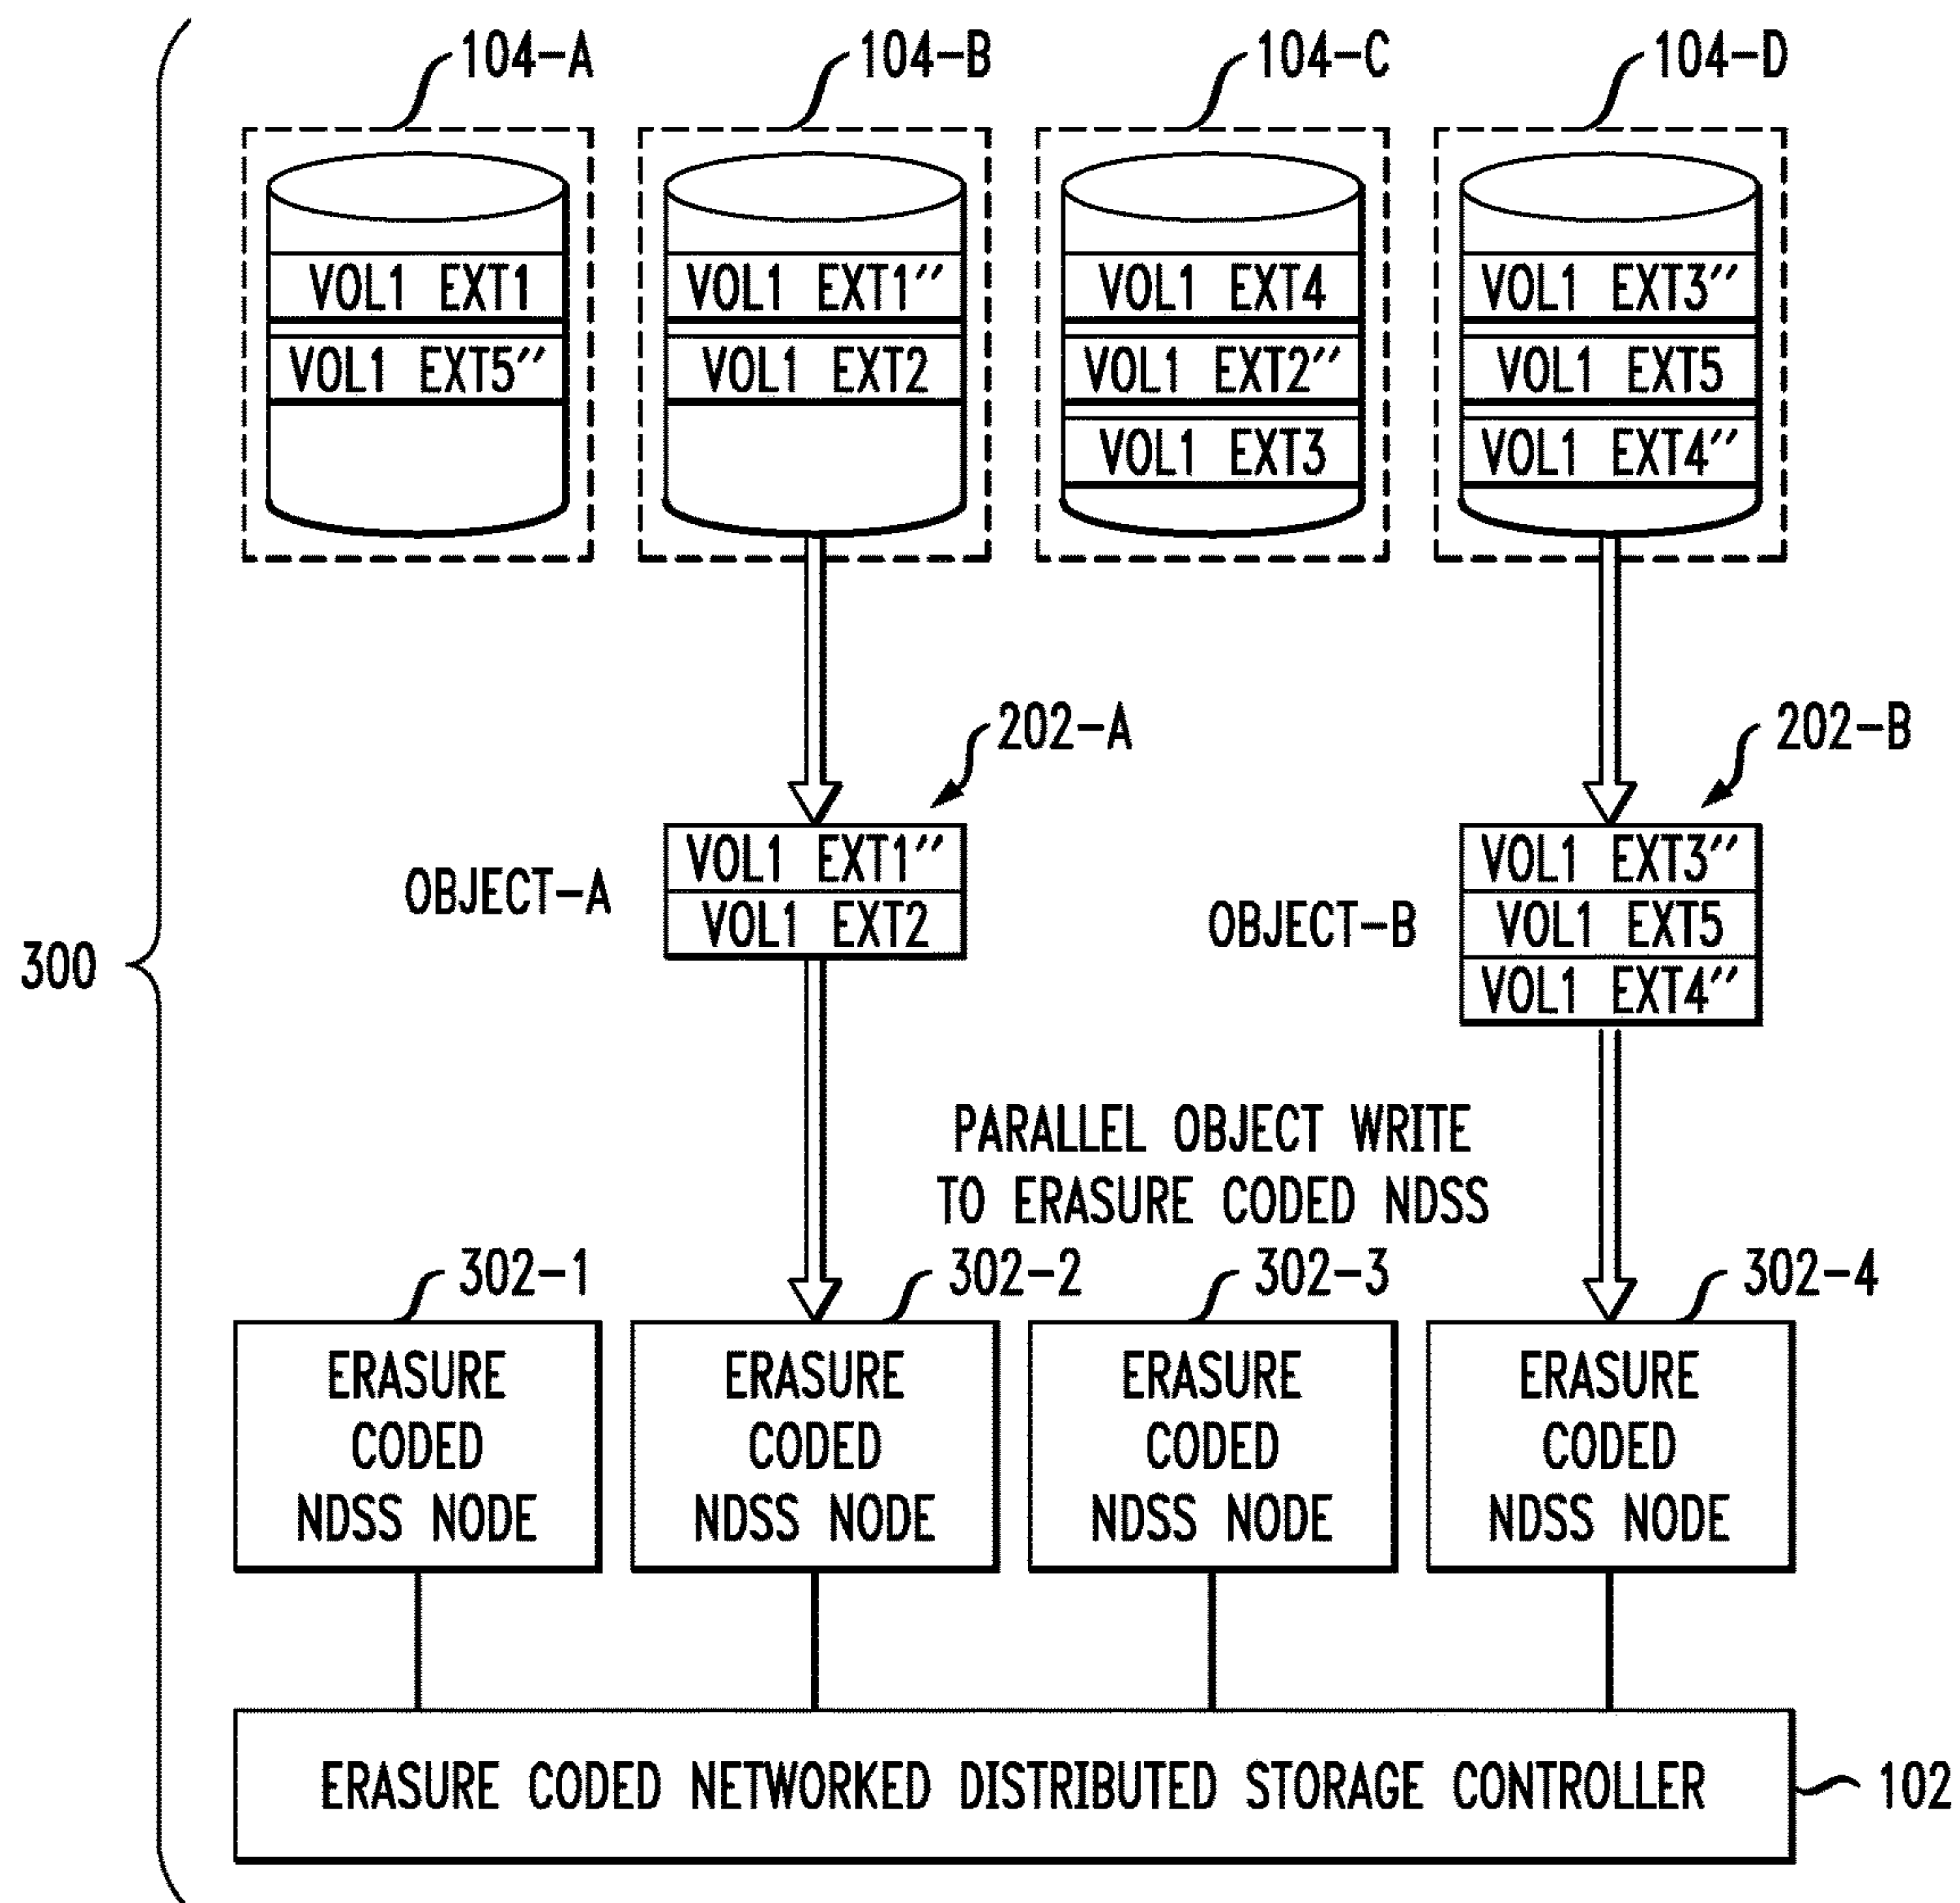 104-A
104-B
104-C
104-D
VOL1 EXT1
VOL1 EXT5″
VOL1 EXT1″
VOL1 EXT2
VOL1 EXT4
VOL1 EXT2″
VOL1 EXT3
VOL1 EXT3″
VOL1 EXT5
VOL1 EXT4″
202-A
202-B
OBJECT-A
VOL1 EXT1″
VOL1 EXT2
OBJECT-B
VOL1 EXT3″
VOL1 EXT5
VOL1 EXT4″
300
PARALLEL OBJECT WRITE
TO ERASURE CODED NDSS
302-1
302-2
302-3
302-4
ERASURE
CODED
NDSS NODE
ERASURE
CODED
NDSS NODE
ERASURE
CODED
NDSS NODE
ERASURE
CODED
NDSS NODE
ERASURE CODED NETWORKED DISTRIBUTED STORAGE CONTROLLER
102